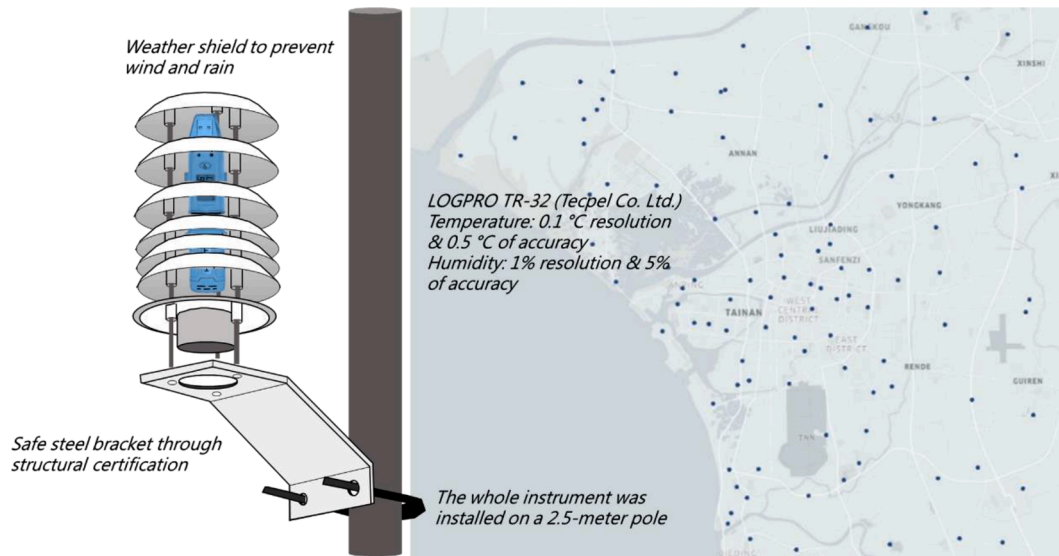 Weather shield to prevent
wind and rain
Safe steel bracket through
structural certification
The whole instrument was
installed on a 2.5-meter pole
LOGPRO TR-32 (Tecpel Co. Ltd.)
Temperature: 0.1 °C resolution
& 0.5 °C of accuracy
Humidity: 1% resolution & 5%
of accuracy
GANGKOU
XINSHI
ANNAN
YONGKANG
LIUJIADING
SANFENZI
TAINAN
WEST
CENTRAL
DISTRICT
EAST
DISTRICT
RENDE
GUIREN
TNN